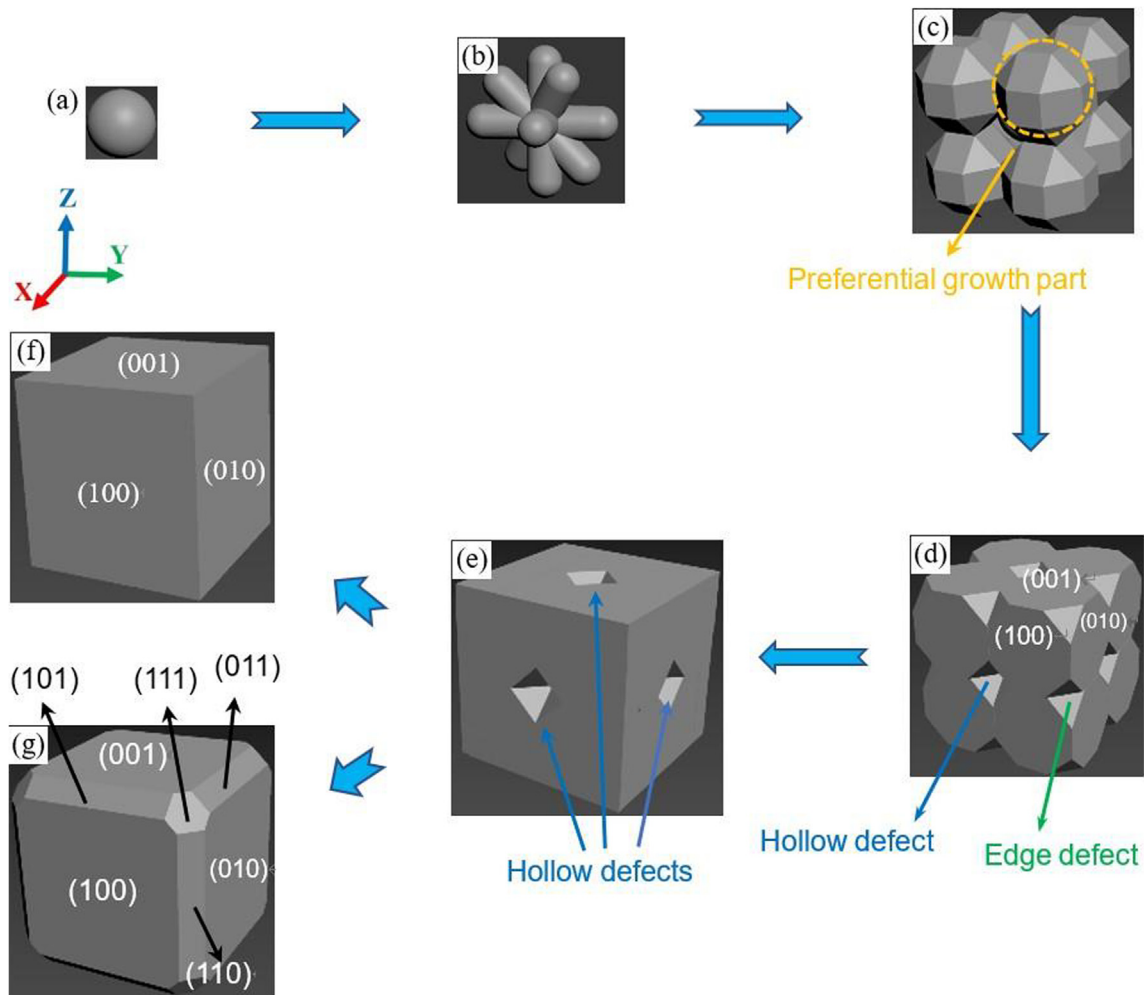 (a)
(b)
(c)
Z
Y
X
Preferential growth part
(f)
(001)
(100)
(010)
(e)
Hollow defects
(d)
(001)
(100)
(010)
Hollow defect
Edge defect
(101)
(111)
(011)
(g)
(001)
(100)
(010)
(110)